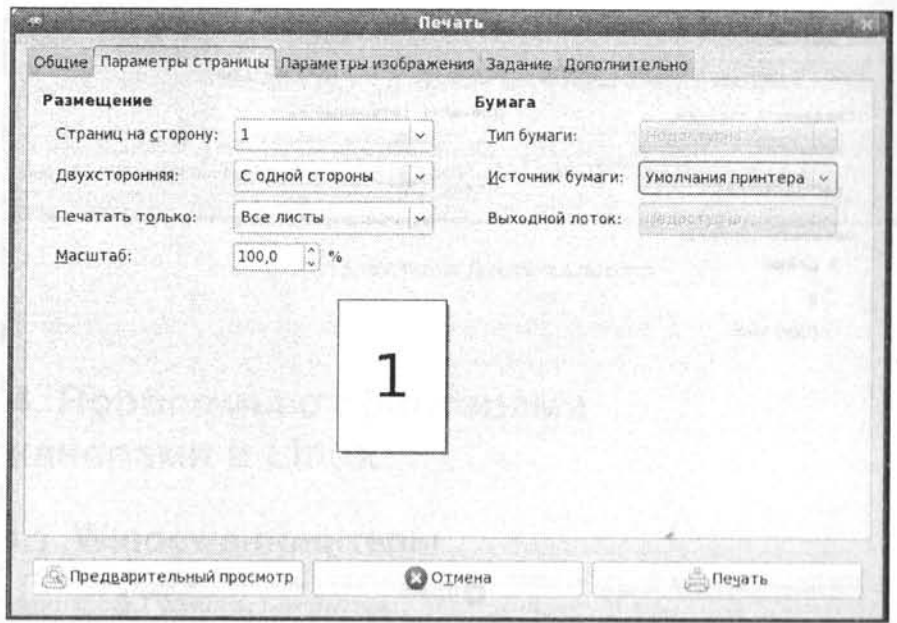 Печать
Общие Параметры страницы Параметры изображения Задание Дополнительно
Размещение
Страниц на сторону: 1
Двухсторонняя: С одной стороны
Печатать только: Все листы
Масштаб: 100,0 %
Бумага
Тип бумаги:
Источник бумаги: Умолчания принтера
Выходной лоток:
1
Предварительный просмотр Отмена Печать